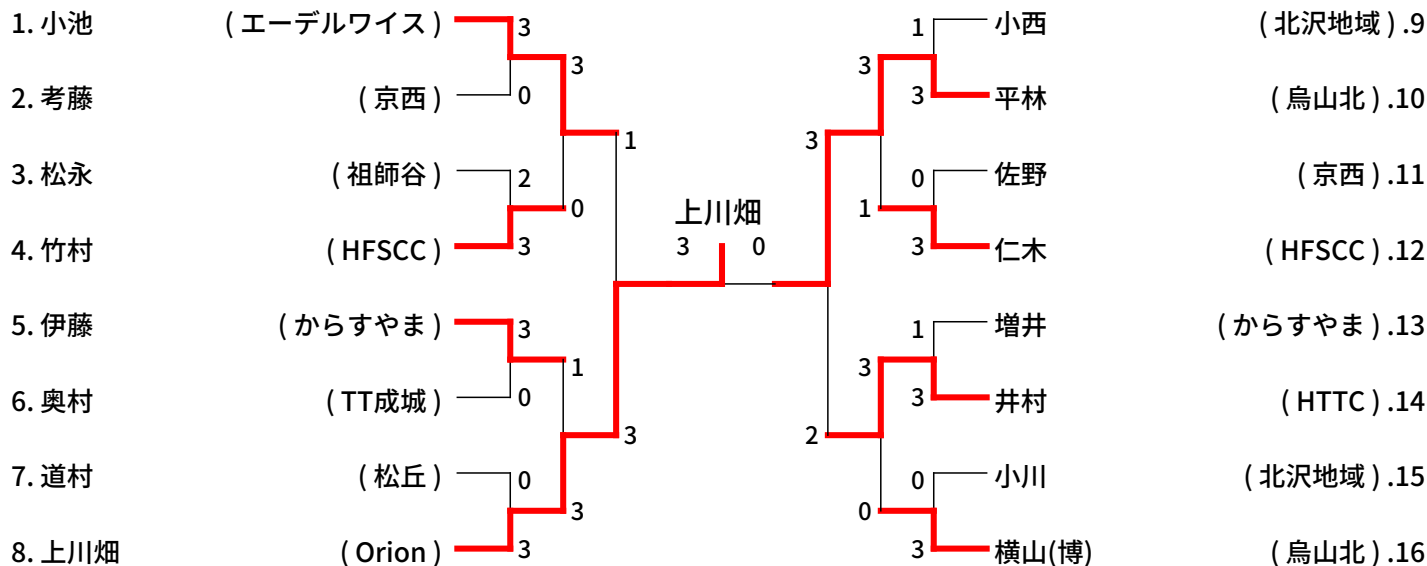 1. 小池 ( エーデルワイス ) 3 1 小西 ( 北沢地域 ) .9
3 3
2. 考藤 ( 京西 ) 0 3 平林 ( 烏山北 ) .10
1 3
3. 松永 ( 祖師谷 ) 2 0 佐野 ( 京西 ) .11
0 上川畑 1
4. 竹村 ( HFSCC ) 3 3 0 3 仁木 ( HFSCC ) .12
5. 伊藤 ( からすやま ) 3 1 増井 ( からすやま ) .13
1 3
6. 奥村 ( TT成城 ) 0 3 井村 ( HTTC ) .14
3 2
7. 道村 ( 松丘 ) 0 0 小川 ( 北沢地域 ) .15
3 0
8. 上川畑 ( Orion ) 3 3 横山(博) ( 烏山北 ) .16